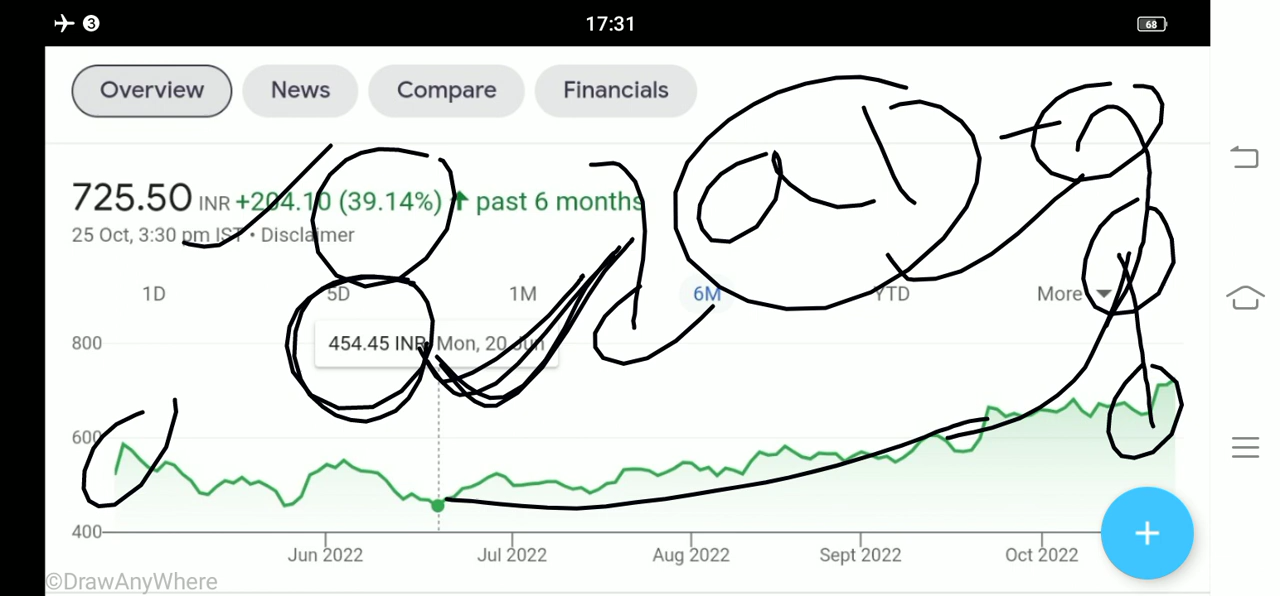 3 17:31 68
Overview News Compare Financials
725.50 INR +204.10 (39.14%) ↑ past 6 months
25 Oct, 3:30 pm IST • Disclaimer
1D 5D 1M 6M YTD More
454.45 INR Mon, 20 Jun
800
600
400
Jun 2022 Jul 2022 Aug 2022 Sept 2022 Oct 2022
©DrawAnyWhere